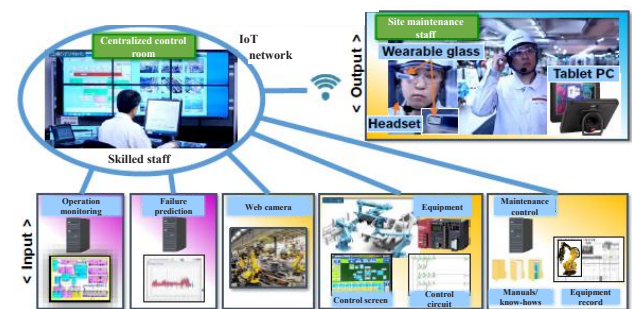 Centralized control
room
IoT
network
< Output >
Site maintenance
staff
Wearable glass
Tablet PC
Headset
Skilled staff
< Input >
Operation
monitoring
Failure
prediction
Web camera
Equipment
Control screen
Control
circuit
Maintenance
control
Manuals/
know-hows
Equipment
record